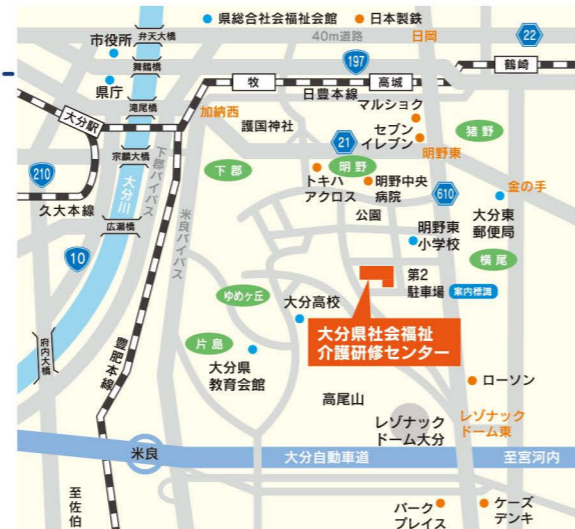 県総合社会福祉会館
日本製鉄
市役所
弁天大橋
40m道路
日岡
22
舞鶴橋
197
鶴崎
県庁
牧
高城
日豊本線
滝尾橋
加納西
マルショク
大分駅
護国神社
セブン
イレブン
猪野
21
宗麟大橋
下郡バイパス
明野東
210
大分川
下郡
明野
トキハ
アクロス
明野中央
病院
610
金の手
久大本線
米良バイパス
公園
大分東
郵便局
広瀬橋
明野東
小学校
10
横尾
第2
駐車場
案内標識
ゆめヶ丘
大分高校
大分県社会福祉
介護研修センター
府内大橋
豊肥本線
片島
大分県
教育会館
ローソン
高尾山
レゾナック
ドーム大分
レゾナック
ドーム東
米良
大分自動車道
至宮河内
至佐伯
パーク
プレイス
ケーズ
デンキ